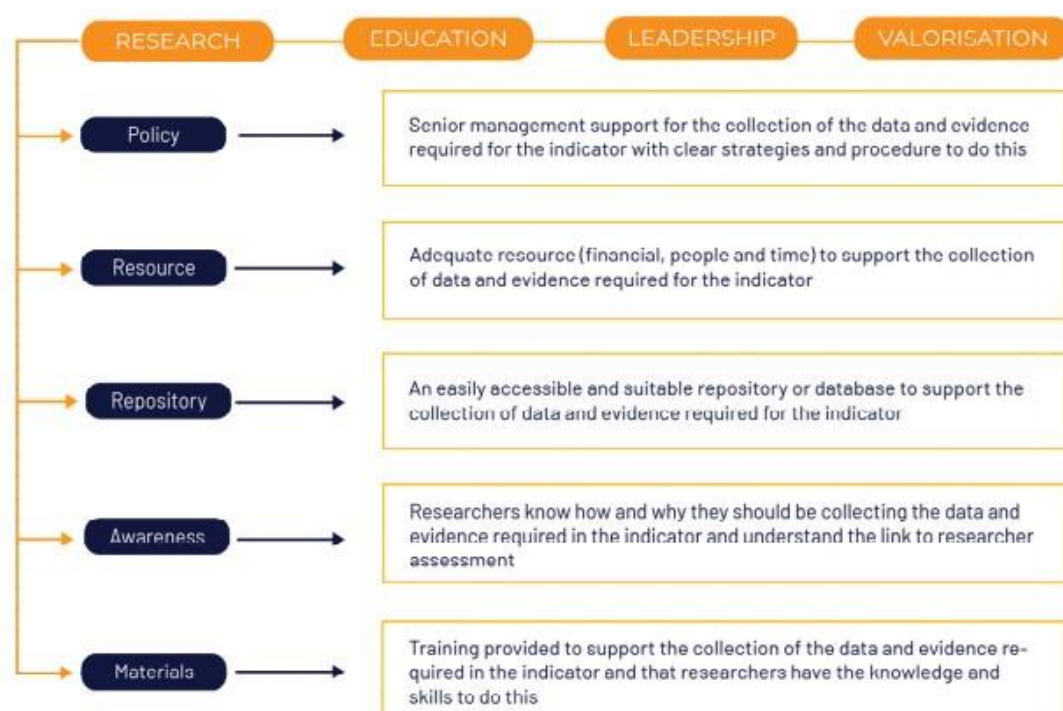 RESEARCH EDUCATION LEADERSHIP VALORISATION
Policy
Senior management support for the collection of the data and evidence
required for the indicator with clear strategies and procedure to do this
Resource
Adequate resource (financial, people and time) to support the collection
of data and evidence required for the indicator
Repository
An easily accessible and suitable repository or database to support the
collection of data and evidence required for the indicator
Awareness
Researchers know how and why they should be collecting the data and
evidence required in the indicator and understand the link to researcher
assessment
Materials
Training provided to support the collection of the data and evidence re-
quired in the indicator and that researchers have the knowledge and
skills to do this